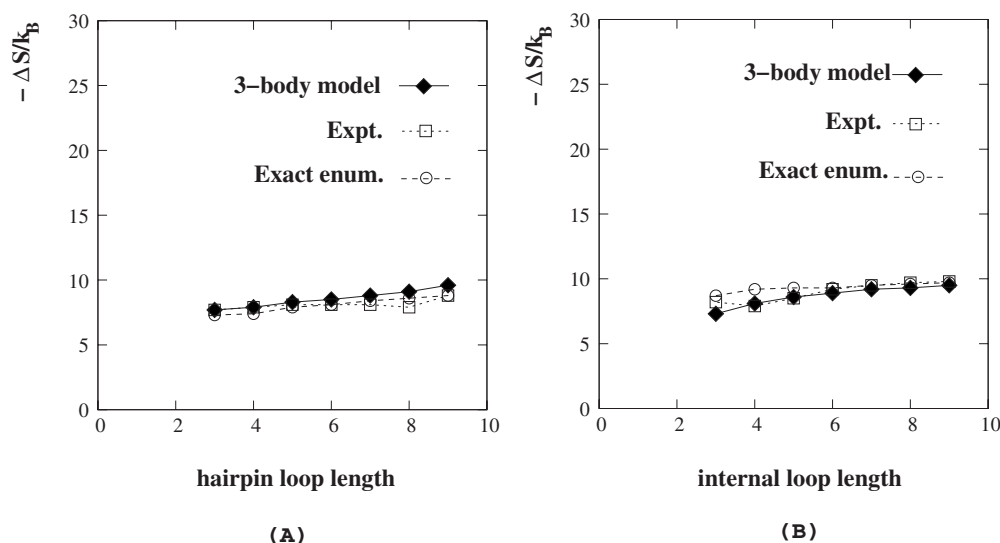 − ΔS/k_B
30
25
20
15
10
5
0
0 2 4 6 8 10
3−body model
Expt.
Exact enum.
hairpin loop length
(A)
− ΔS/k_B
30
25
20
15
10
5
0
0 2 4 6 8 10
3−body model
Expt.
Exact enum.
internal loop length
(B)